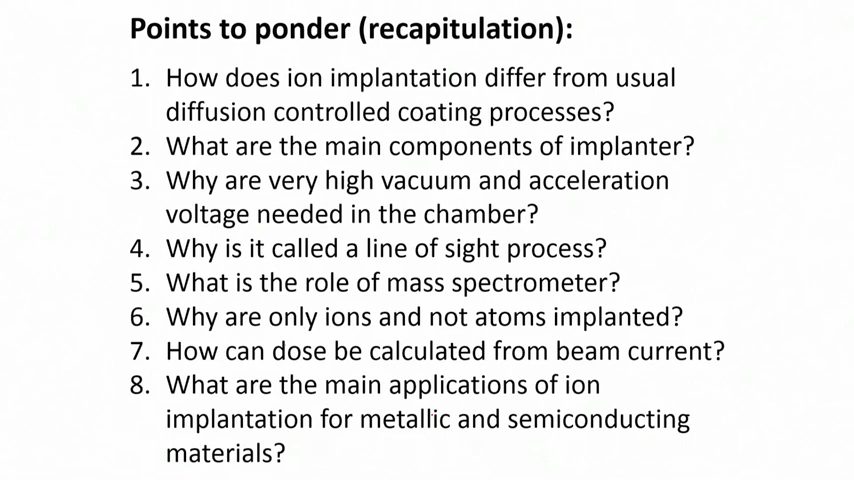 Points to ponder (recapitulation):
1. How does ion implantation differ from usual
diffusion controlled coating processes?
2. What are the main components of implanter?
3. Why are very high vacuum and acceleration
voltage needed in the chamber?
4. Why is it called a line of sight process?
5. What is the role of mass spectrometer?
6. Why are only ions and not atoms implanted?
7. How can dose be calculated from beam current?
8. What are the main applications of ion
implantation for metallic and semiconducting
materials?